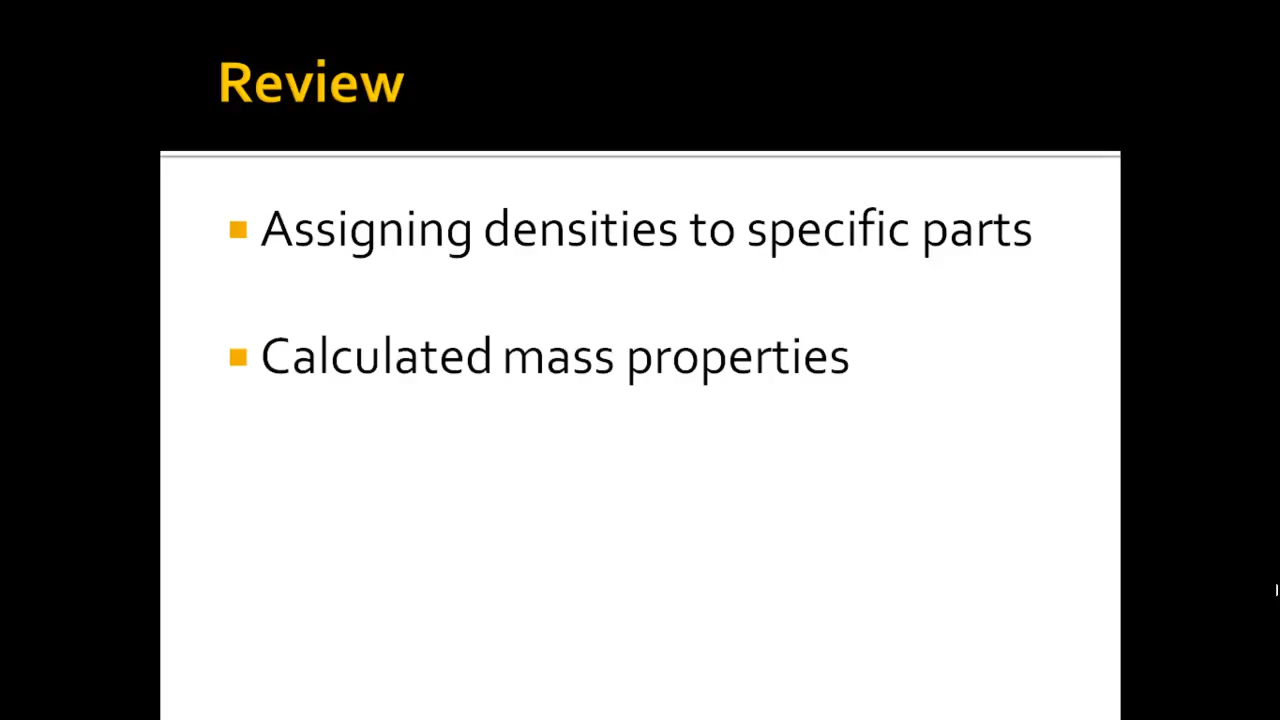 Review
Assigning densities to specific parts
Calculated mass properties